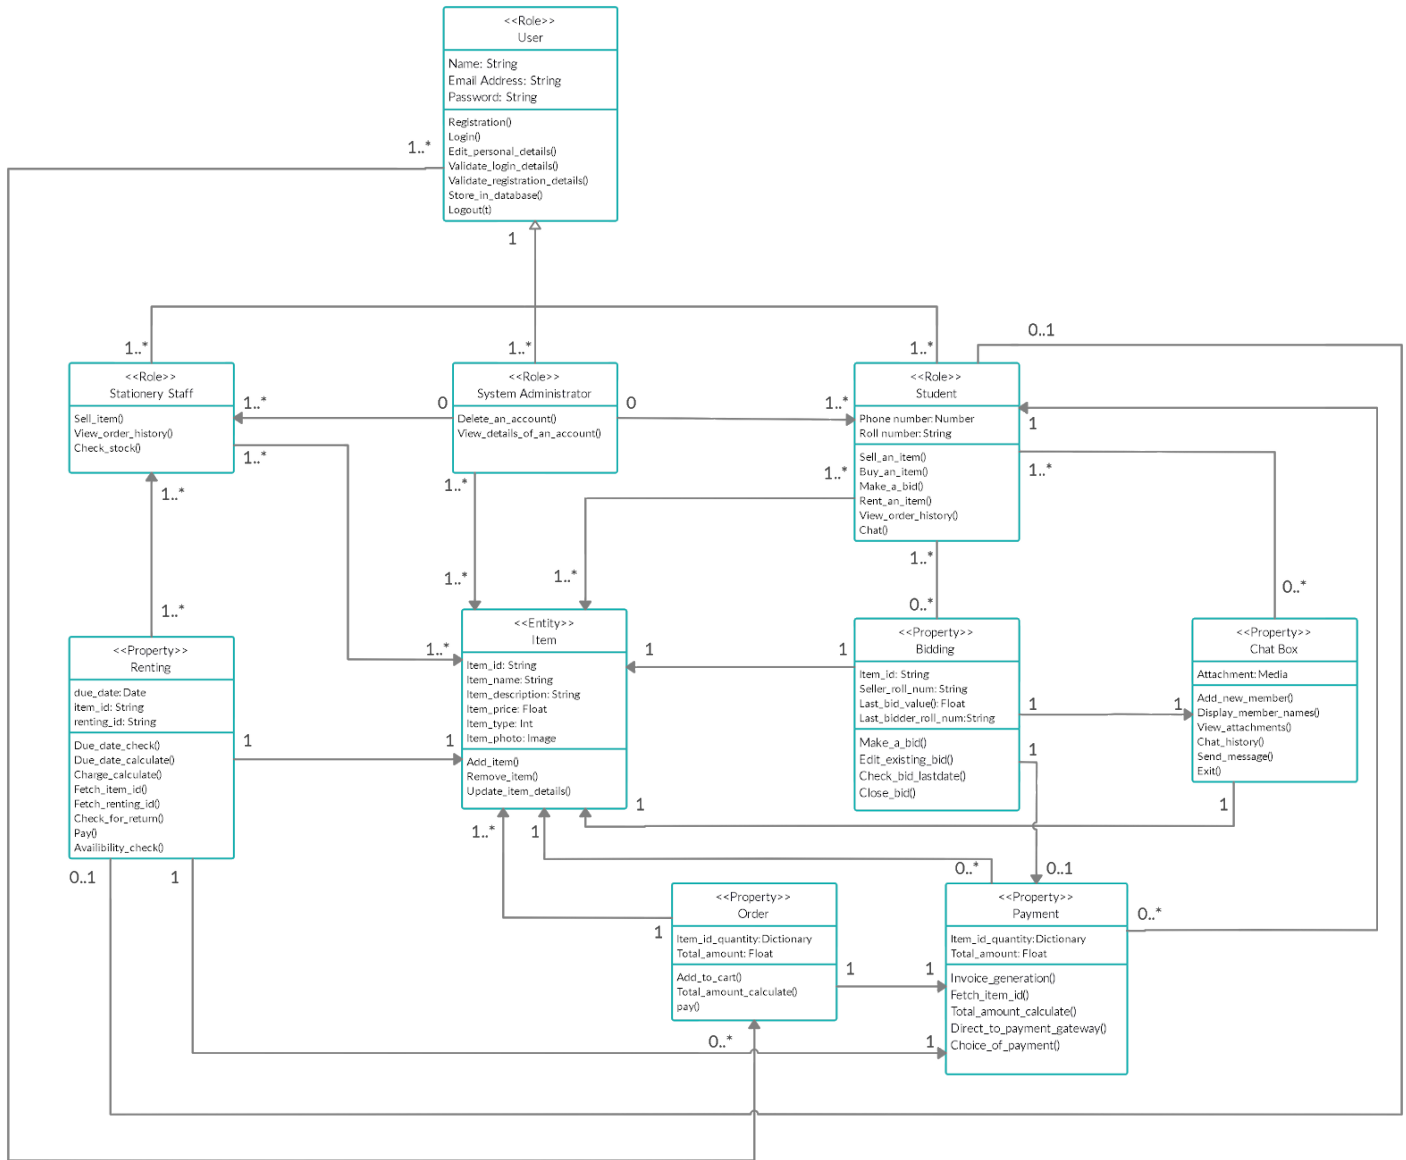 <<Role>>
User
Name: String
Email Address: String
Password: String
Registration()
Login()
Edit_personal_details()
Validate_login_details()
Validate_registration_details()
Store_in_database()
Logout(t)
1..*
1
1..*
1..*
1..*
0..1
<<Role>>
Stationery Staff
Sell_item()
View_order_history()
Check_stock()
1..*
0
<<Role>>
System Administrator
Delete_an_account()
View_details_of_an_account()
0
1..*
<<Role>>
Student
Phone number: Number
Roll number: String
Sell_an_item()
Buy_an_item()
Make_a_bid()
Rent_an_item()
View_order_history()
Chat()
1
1..*
1..*
1..*
1..*
1..*
1..*
1..*
1..*
1..*
0..*
0..*
1..*
<<Property>>
Renting
due_date: Date
item_id: String
renting_id: String
Due_date_check()
Due_date_calculate()
Charge_calculate()
Fetch_item_id()
Fetch_renting_id()
Check_for_return()
Pay()
Availibility_check()
1
1
<<Entity>>
Item
Item_id: String
Item_name: String
Item_description: String
Item_price: Float
Item_type: Int
Item_photo: Image
Add_item()
Remove_item()
Update_item_details()
1
1
<<Property>>
Bidding
Item_id: String
Seller_roll_num: String
Last_bid_value(): Float
Last_bidder_roll_num:String
Make_a_bid()
Edit_existing_bid()
Check_bid_lastdate()
Close_bid()
1
1
1
<<Property>>
Chat Box
Attachment: Media
Add_new_member()
Display_member_names()
View_attachments()
Chat_history()
Send_message()
Exit()
1
1
1..*
1
0..1
1
0..*
0..1
<<Property>>
Order
Item_id_quantity: Dictionary
Total_amount: Float
Add_to_cart()
Total_amount_calculate()
pay()
1
1
1
<<Property>>
Payment
Item_id_quantity: Dictionary
Total_amount: Float
Invoice_generation()
Fetch_item_id()
Total_amount_calculate()
Direct_to_payment_gateway()
Choice_of_payment()
0..*
0..*
1